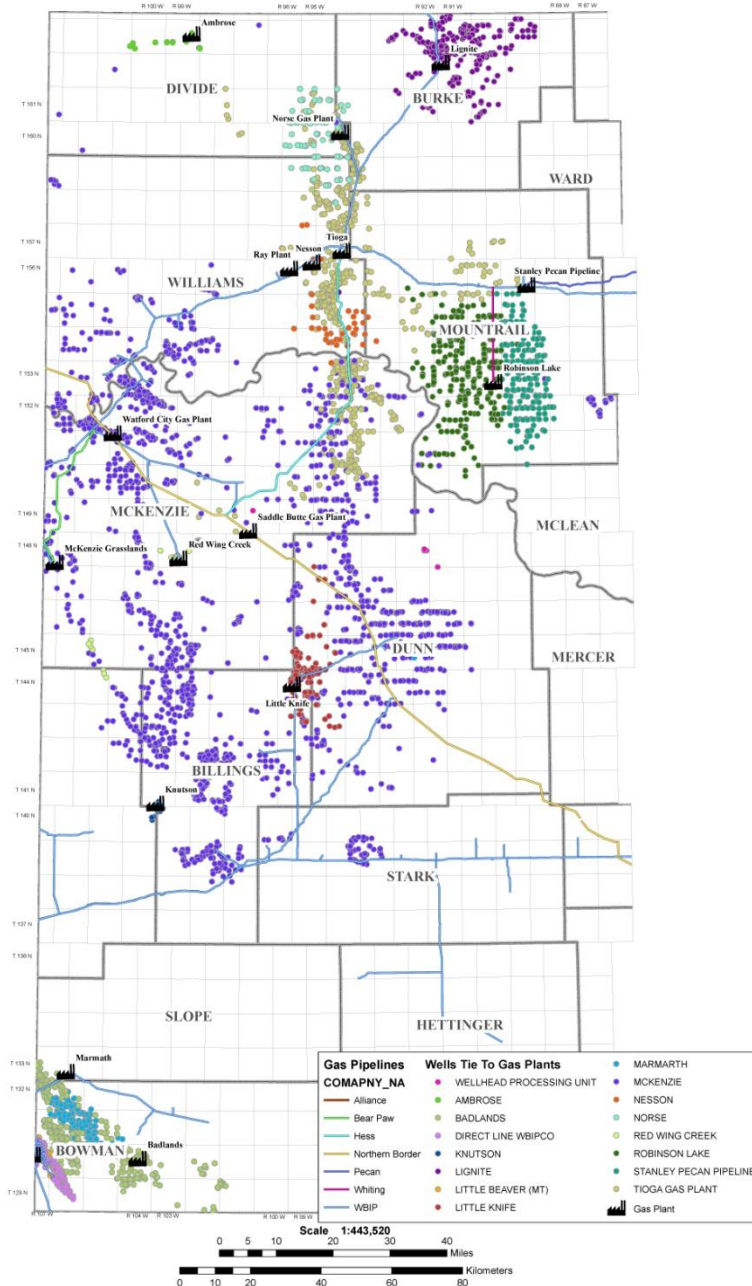 R 100 W R 99 W R 96 W R 95 W R 92 W R 91 W R 88 W R 87 W
Ambrose
Lignite
DIVIDE
BURKE
T 161 N
Norse Gas Plant
T 160 N
WARD
Tioga
T 157 N
Nesson
Ray Plant
T 156 N
Stanley Pecan Pipeline
WILLIAMS
MOUNTRAIL
T 153 N
Robinson Lake
T 152 N
Watford City Gas Plant
T 149 N
MCKENZIE
Saddle Butte Gas Plant
MCLEAN
T 148 N
McKenzie Grasslands
Red Wing Creek
T 145 N
DUNN
MERCER
T 144 N
Little Knife
BILLINGS
T 141 N
Knutson
T 140 N
STARK
T 137 N
T 136 N
SLOPE
HETTINGER
T 133 N
Marmath
T 132 N
BOWMAN
Badlands
T 129 N
R 107 W R 104 W R 103 W R 100 W R 99 W
Gas Pipelines
COMAPNY_NA
Alliance
Bear Paw
Hess
Northern Border
Pecan
Whiting
WBIP
Wells Tie To Gas Plants
WELLHEAD PROCESSING UNIT
AMBROSE
BADLANDS
DIRECT LINE WBIPCO
KNUTSON
LIGNITE
LITTLE BEAVER (MT)
LITTLE KNIFE
MARMARTH
MCKENZIE
NESSON
NORSE
RED WING CREEK
ROBINSON LAKE
STANLEY PECAN PIPELINE
TIOGA GAS PLANT
Gas Plant
Scale 1:443,520
0 5 10 20 30 40
Miles
Kilometers
0 5 10 20 40 60 80